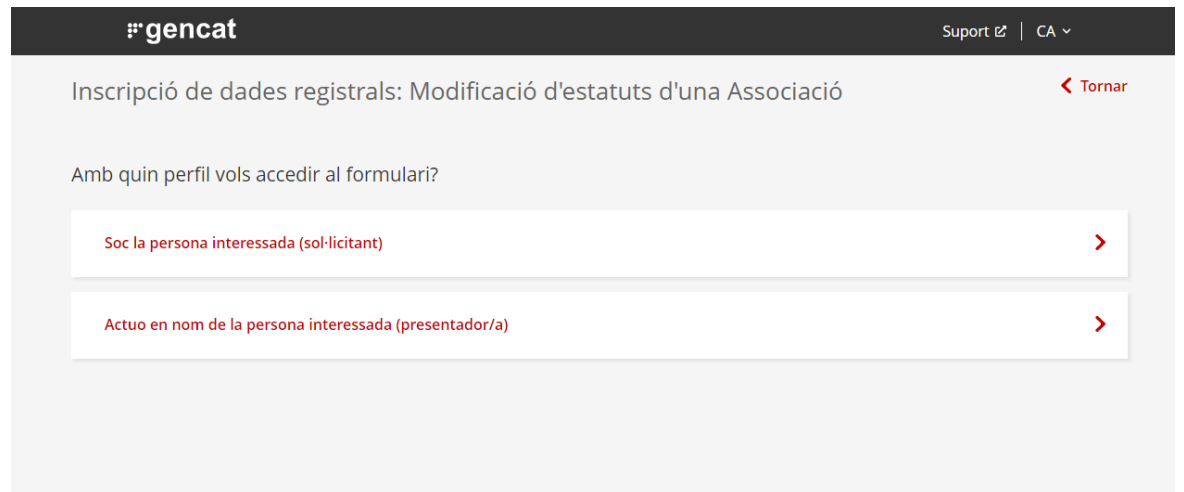 gencat
Suport
CA
Inscripció de dades registrals: Modificació d'estatuts d'una Associació
Tornar
Amb quin perfil vols accedir al formulari?
Soc la persona interessada (sol·licitant)
Actuo en nom de la persona interessada (presentador/a)